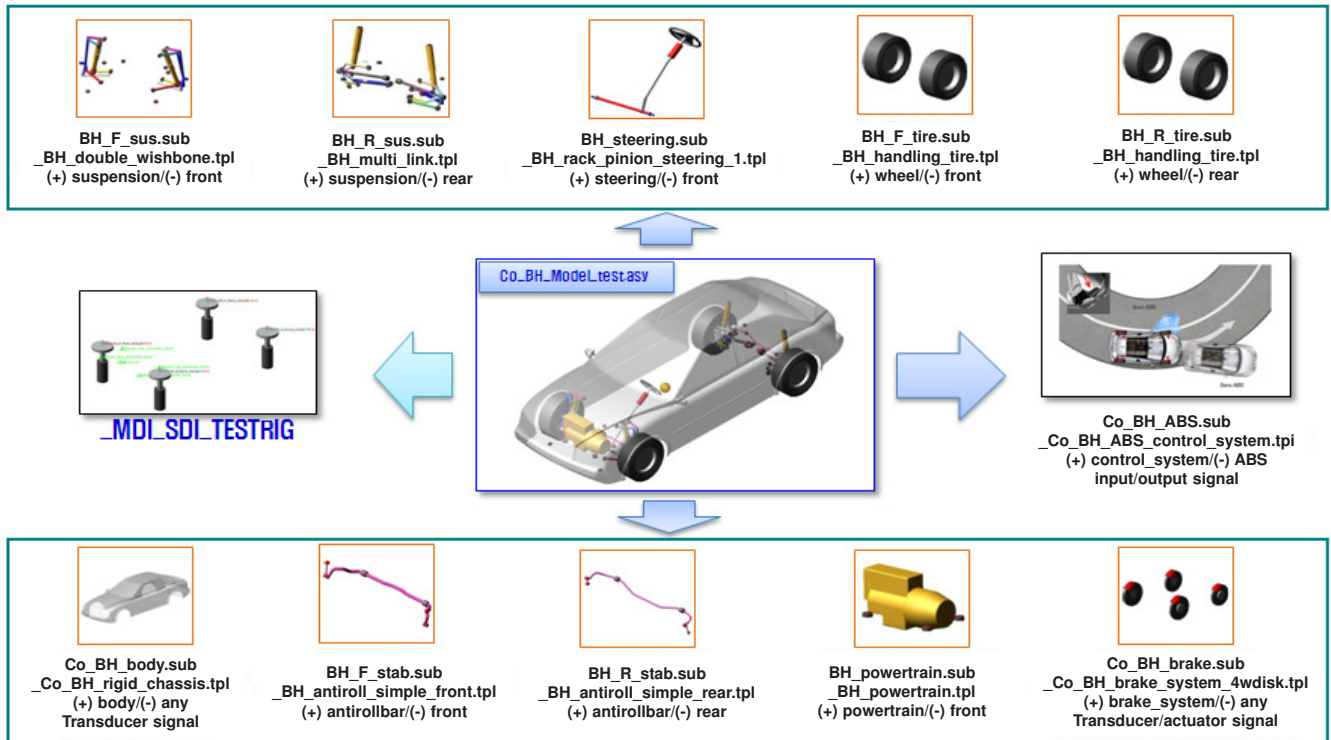 BH_F_sus.sub
_BH_double_wishbone.tpl
(+) suspension/(-) front
BH_R_sus.sub
_BH_multi_link.tpl
(+) suspension/(-) rear
BH_steering.sub
_BH_rack_pinion_steering_1.tpl
(+) steering/(-) front
BH_F_tire.sub
_BH_handling_tire.tpl
(+) wheel/(-) front
BH_R_tire.sub
_BH_handling_tire.tpl
(+) wheel/(-) rear
_MDI_SDI_TESTRIG
Co_BH_Model_test.asy
Co_BH_ABS.sub
_Co_BH_ABS_control_system.tpi
(+) control_system/(-) ABS
input/output signal
Co_BH_body.sub
_Co_BH_rigid_chassis.tpl
(+) body/(-) any
Transducer signal
BH_F_stab.sub
_BH_antiroll_simple_front.tpl
(+) antirollbar/(-) front
BH_R_stab.sub
_BH_antiroll_simple_rear.tpl
(+) antirollbar/(-) rear
BH_powertrain.sub
_BH_powertrain.tpl
(+) powertrain/(-) front
Co_BH_brake.sub
_Co_BH_brake_system_4wdisk.tpl
(+) brake_system/(-) any
Transducer/actuator signal